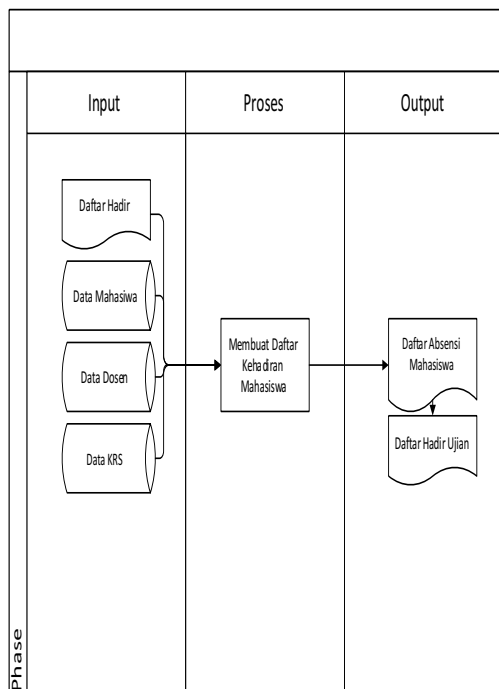 Input
Proses
Output
Daftar Hadir
Data Mahasiwa
Data Dosen
Data KRS
Membuat Daftar
Kehadiran
Mahasiswa
Daftar Absensi
Mahasiswa
Daftar Hadir Ujian
Phase